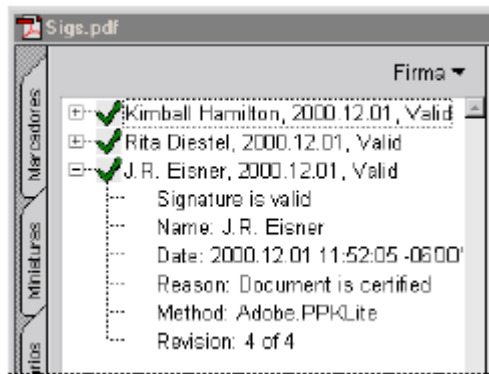 Sigs.pdf
Firma
Marcadores
Miniaturas
Kimball Hamilton, 2000.12.01, Valid
Rita Diestel, 2000.12.01, Valid
J.R. Eisner, 2000.12.01, Valid
Signature is valid
Name: J.R. Eisner
Date: 2000.12.01 11:52:05 -0600'
Reason: Document is certified
Method: Adobe.PPKLite
Revision: 4 of 4